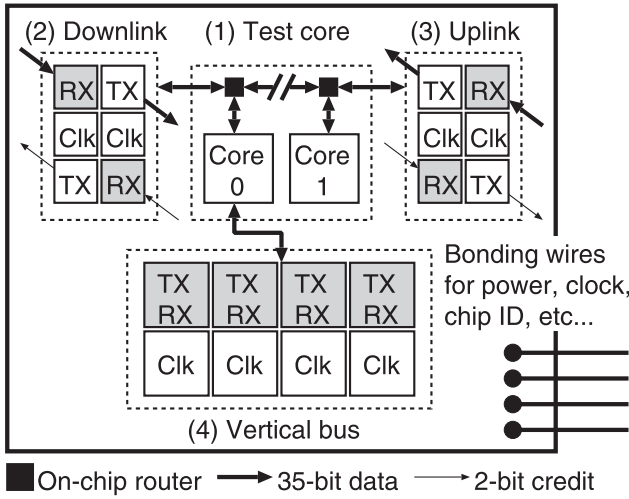 (2) Downlink (1) Test core (3) Uplink
RX TX
Clk Clk
TX RX
Core
0
Core
1
TX RX
Clk Clk
RX TX
TX TX TX TX
RX RX RX RX
Clk Clk Clk Clk
(4) Vertical bus
Bonding wires
for power, clock,
chip ID, etc...
On-chip router 35-bit data 2-bit credit